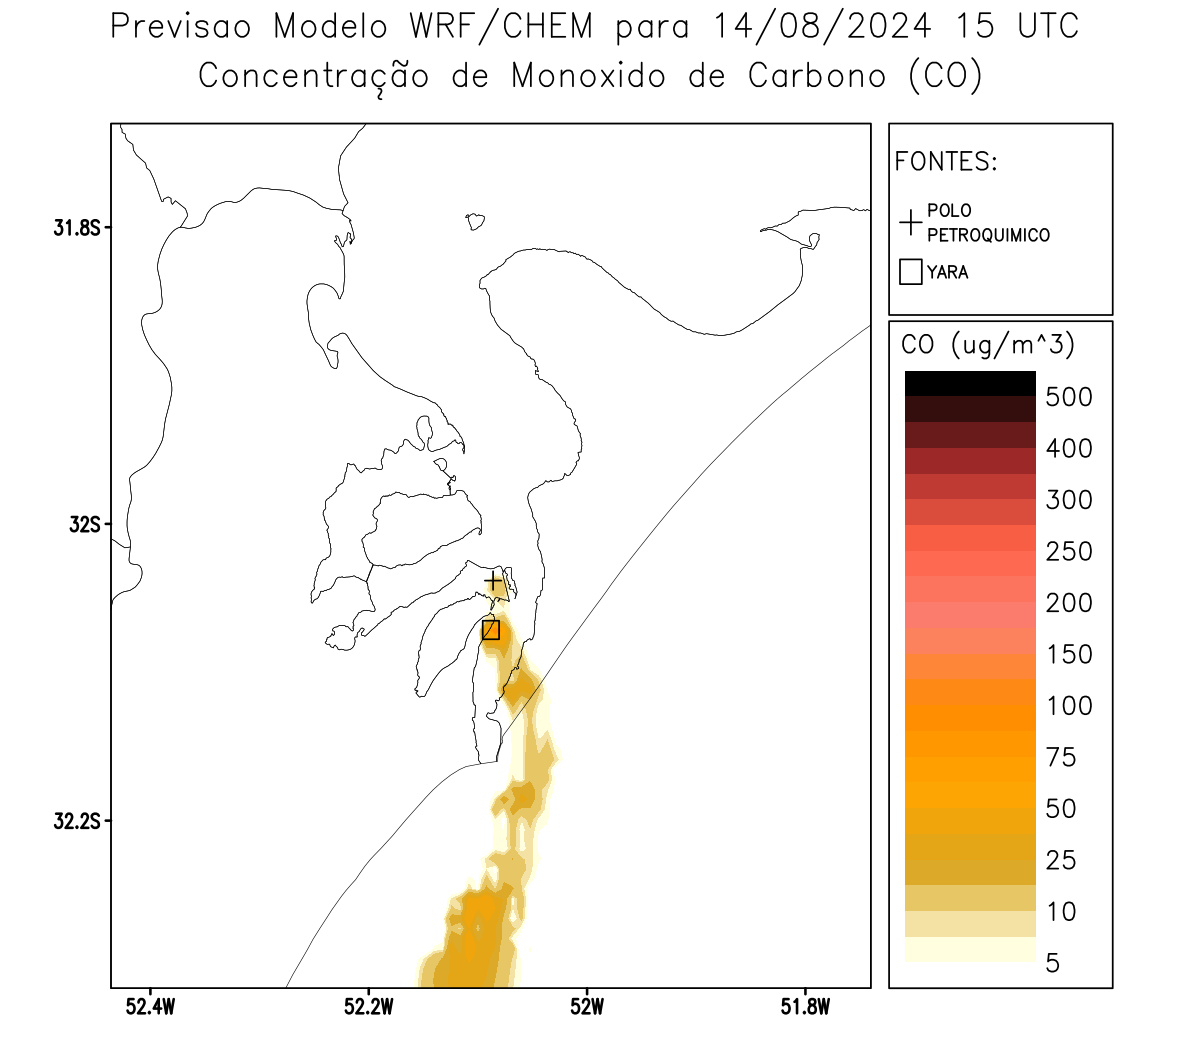 Previsao Modelo WRF/CHEM para 14/08/2024 15 UTC
Concentração de Monoxido de Carbono (CO)
FONTES:
POLO
PETROQUIMICO
YARA
CO (ug/m^3)
500
400
300
250
200
150
100
75
50
25
10
5
31.8S
32S
32.2S
52.4W
52.2W
52W
51.8W